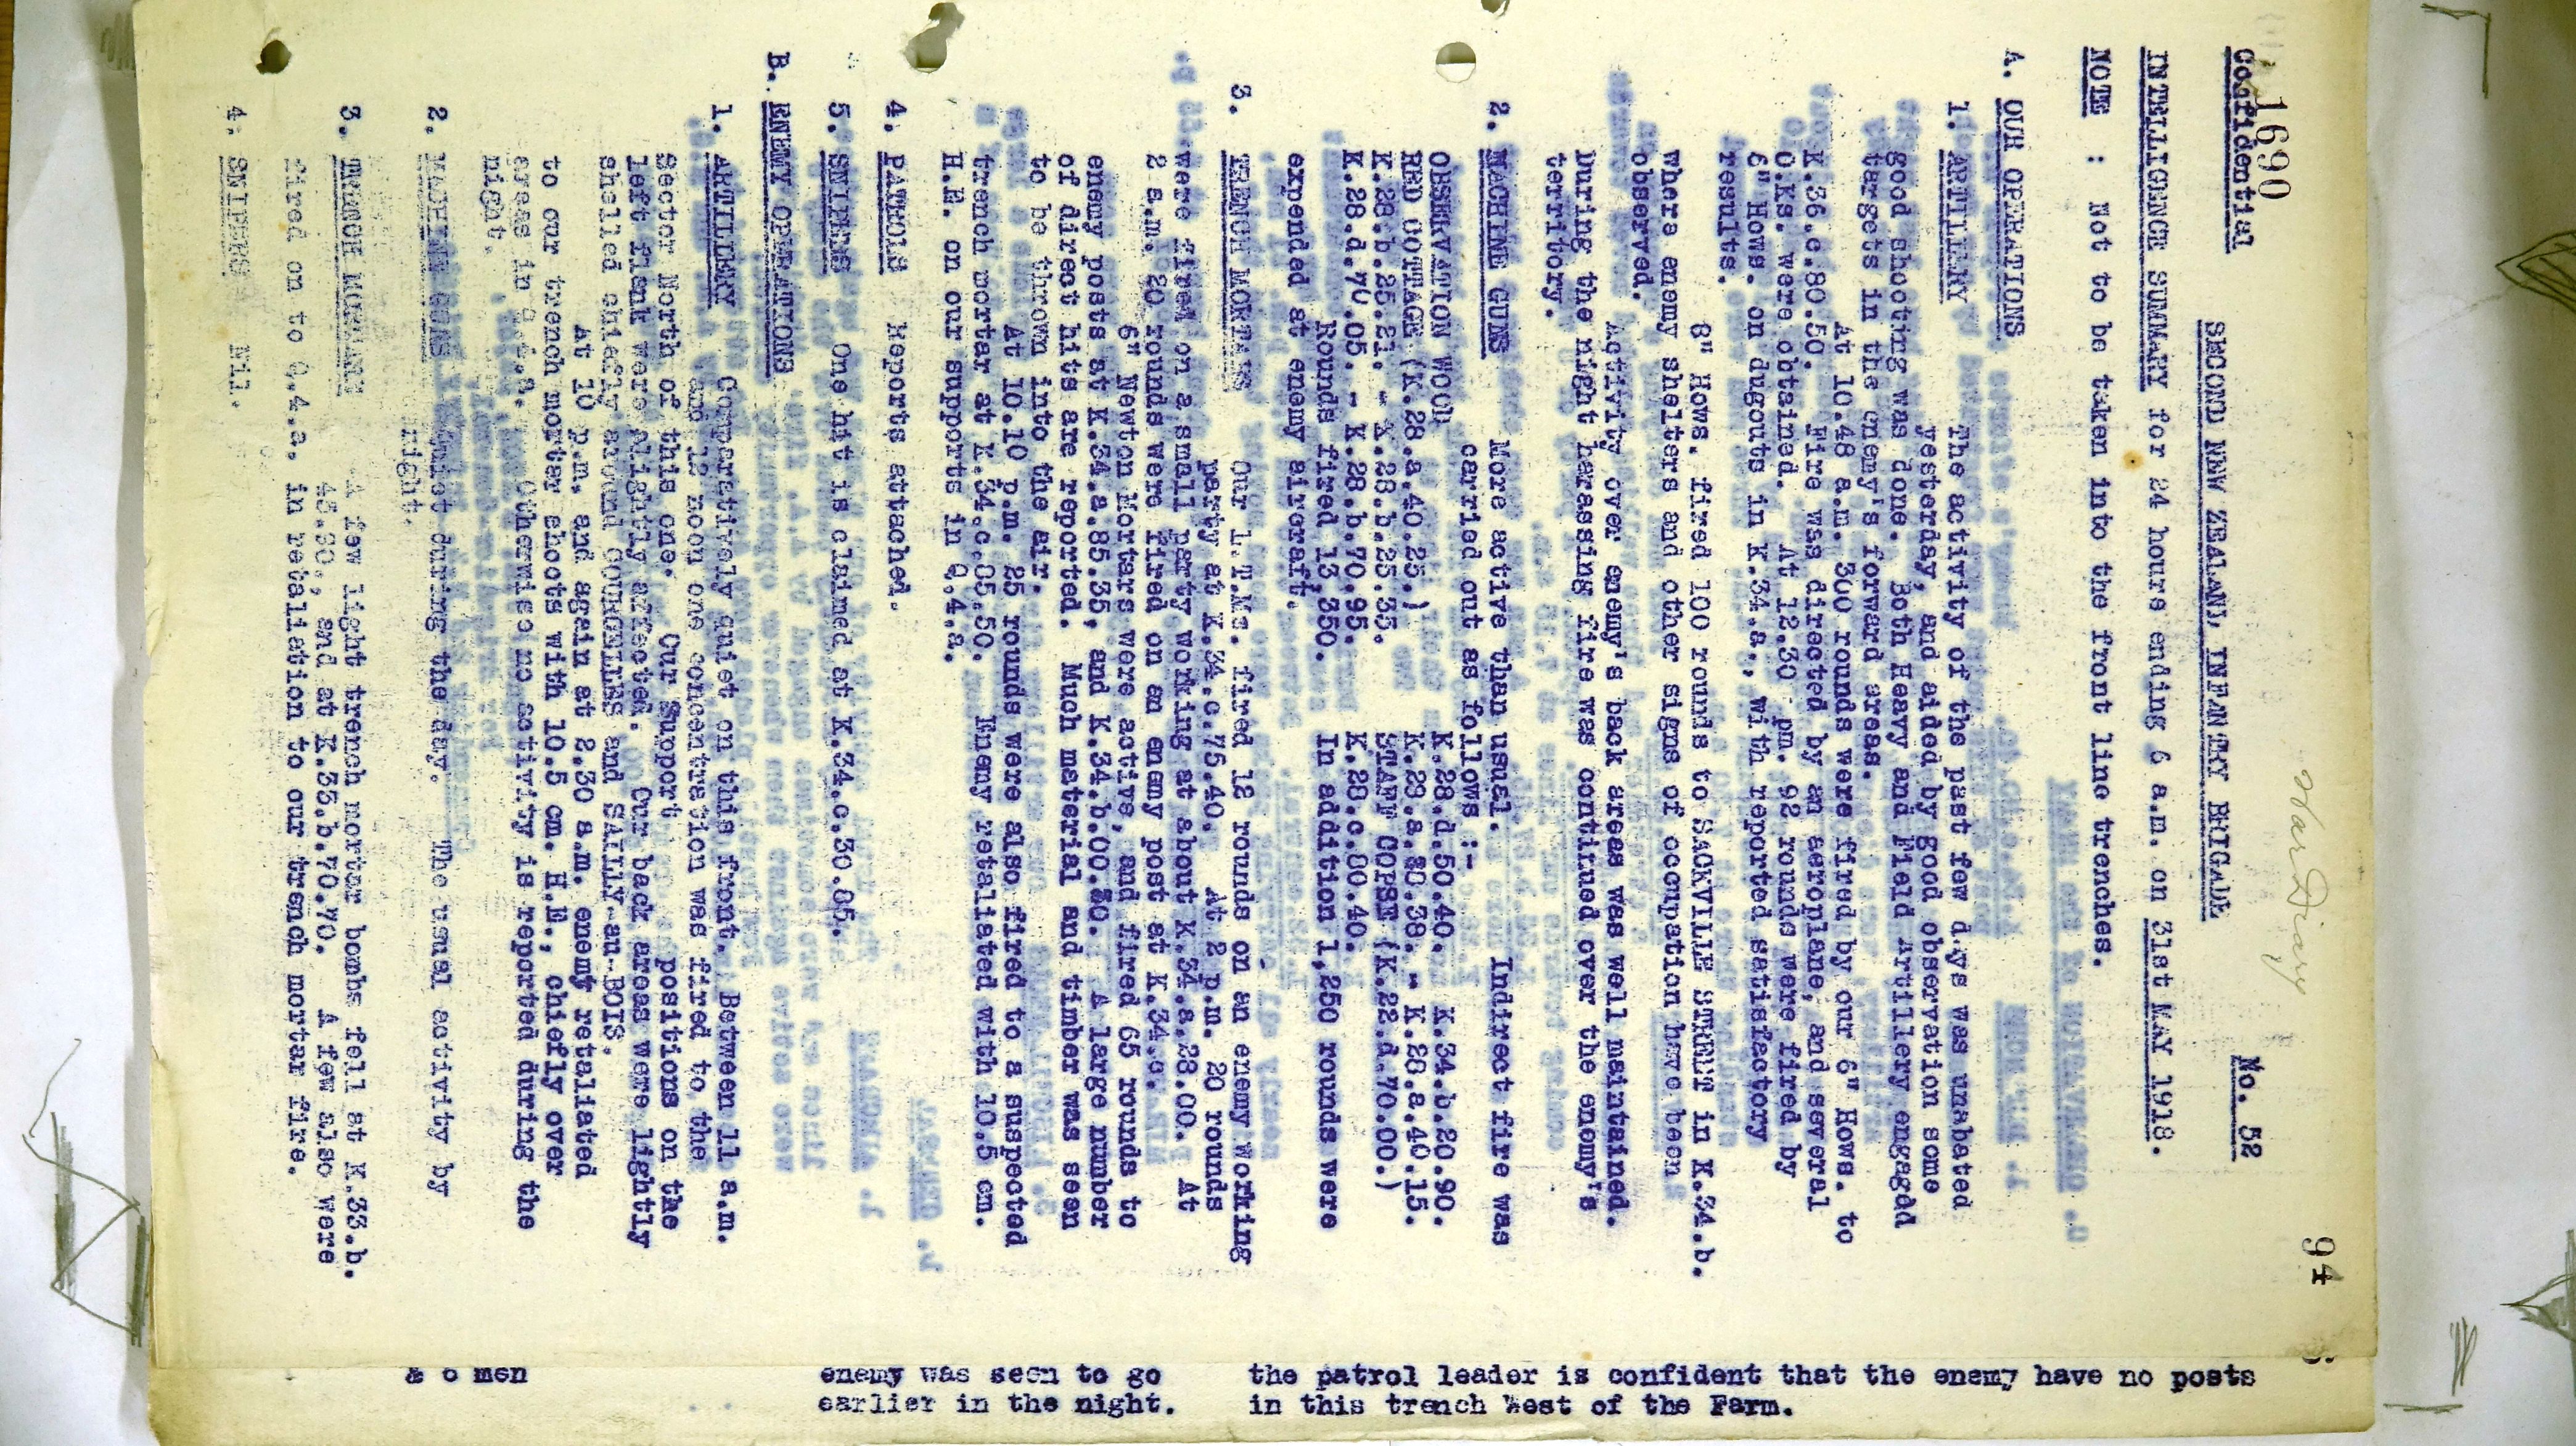 1690
94
War Diary
Confidential No. 52
SECOND NEW ZEALAND INFANTRY BRIGADE
INTELLIGENCE SUMMARY for 24 hours ending 6 a.m. on 31st MAY 1918.
NOTE : Not to be taken into the front line trenches.
A. OUR OPERATIONS
1. ARTILLERY The activity of the past few days was unabated
yesterday, and aided by good observation some
good shooting was done. Both Heavy and Field Artillery engaged
targets in the enemy's forward areas.
At 10.48 a.m. 300 rounds were fired by our 6" Hows. to
K.36.c.80.50. Fire was directed by an aeroplane, and several
O.Ks. were obtained. At 12.30 pm. 92 rounds were fired by
6" Hows. on dugouts in K.34.a., with reported satisfactory
results.
8" Hows. fired 100 rounds to SACKVILLE STREET in K.34.b.
where enemy shelters and other signs of occupation have been
observed.
Activity over enemy's back areas was well maintained.
During the night harassing fire was continued over the enemy's
territory.
2. MACHINE GUNS More active than usual. Indirect fire was
carried out as follows :-
OBSERVATION WOOD K.28.d.50.40. - K.34.b.20.90.
RED COTTAGE (K.28.a.40.25.) K.28.a.80.38. - K.28.a.40.15.
K.28.b.25.21. - K.28.b.25.35. STAFF COPSE (K.22.d.70.00.)
K.28.d.70.05. - K.28.b.70.95. K.28.c.80.40.
Rounds fired 13,350. In addition 1,250 rounds were
expended at enemy aircraft.
3. TRENCH MORTARS Our L.T.Ms. fired 12 rounds on an enemy working
party at K.34.c.75.40. At 2 p.m. 20 rounds
were fired on a small party working at about K.34.a.28.00. At
2 a.m. 20 rounds were fired on an enemy post at K.34.c.
6" Newton Mortars were active, and fired 65 rounds to
enemy posts at K.34.a.85.35, and K.34.b.00.50. A large number
of direct hits are reported. Much material and timber was seen
to be thrown into the air.
At 10.10 p.m. 25 rounds were also fired to a suspected
trench mortar at K.34.c.85.50. Enemy retaliated with 10.5 cm.
H.E. on our supports in Q.4.a.
4. PATROLS Reports attached.
5. SNIPERS One hit is claimed at K.34.c.30.85.
B. ENEMY OPERATIONS
1. ARTILLERY Comparatively quiet on this front. Between 11 a.m.
and 12 noon one concentration was fired to the
sector North of this one. Our Support positions on the
left flank were slightly affected. Our back areas were lightly
shelled chiefly around COURCELLES and SAILLY-au-BOIS.
At 10 p.m. and again at 2.30 a.m. enemy retaliated
to our trench mortar shoots with 10.5 cm. H.E., chiefly over
areas in Q.4.a. Otherwise no activity is reported during the
night.
2. MACHINE GUNS Quiet during the day. The usual activity by
night.
3. TRENCH MORTARS A few light trench mortar bombs fell at K.33.b.
45.30, and at K.33.b.70.70. A few also were
fired on to Q.4.a. in retaliation to our trench mortar fire.
4. SNIPERS Nil.
& 6 men enemy was seen to go the patrol leader is confident that the enemy have no posts
earlier in the night. in this trench West of the Farm.